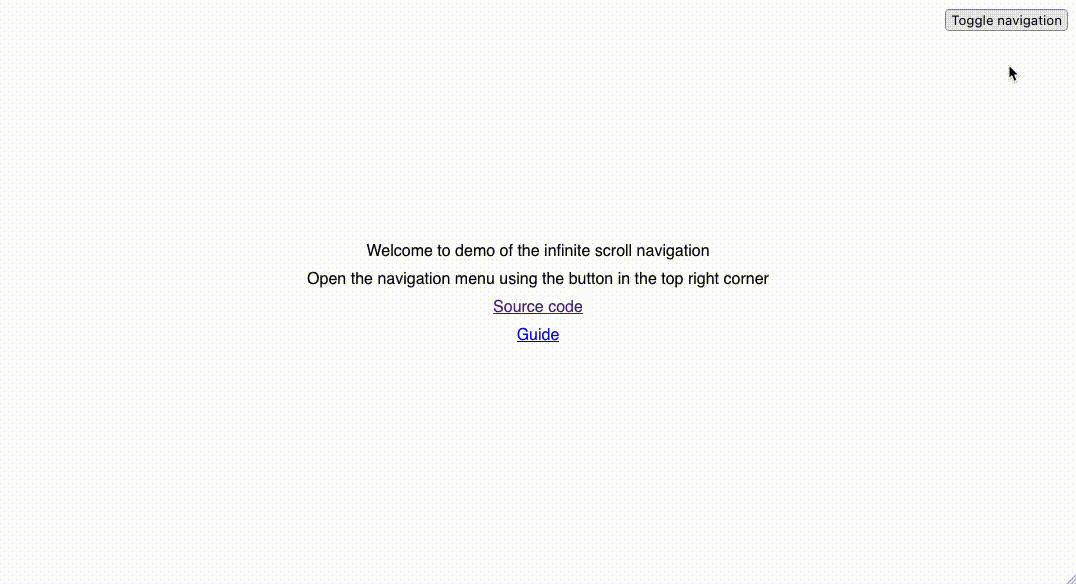 Toggle navigation
Welcome to demo of the infinite scroll navigation
Open the navigation menu using the button in the top right corner
Source code
Guide